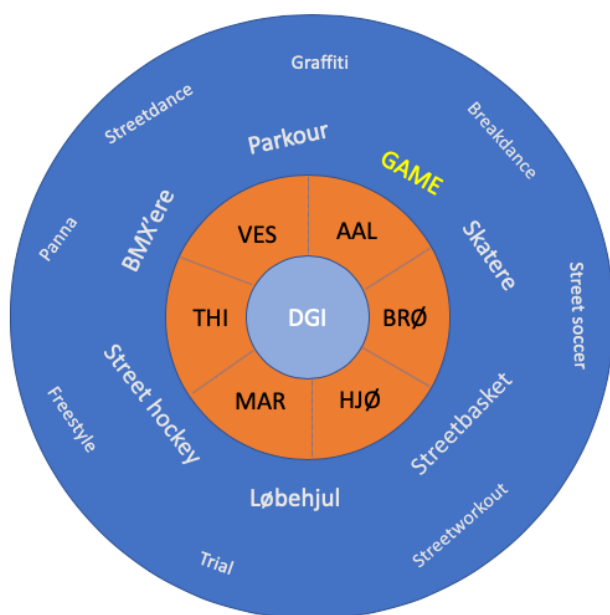 Graffiti
Streetdance
Breakdance
Parkour
GAME
Panna
BMX'ere
VES
AAL
Skatere
Street soccer
THI
DGI
BRØ
MAR
HJØ
Street hockey
Streetbasket
Freestyle
Løbehjul
Streetworkout
Trial